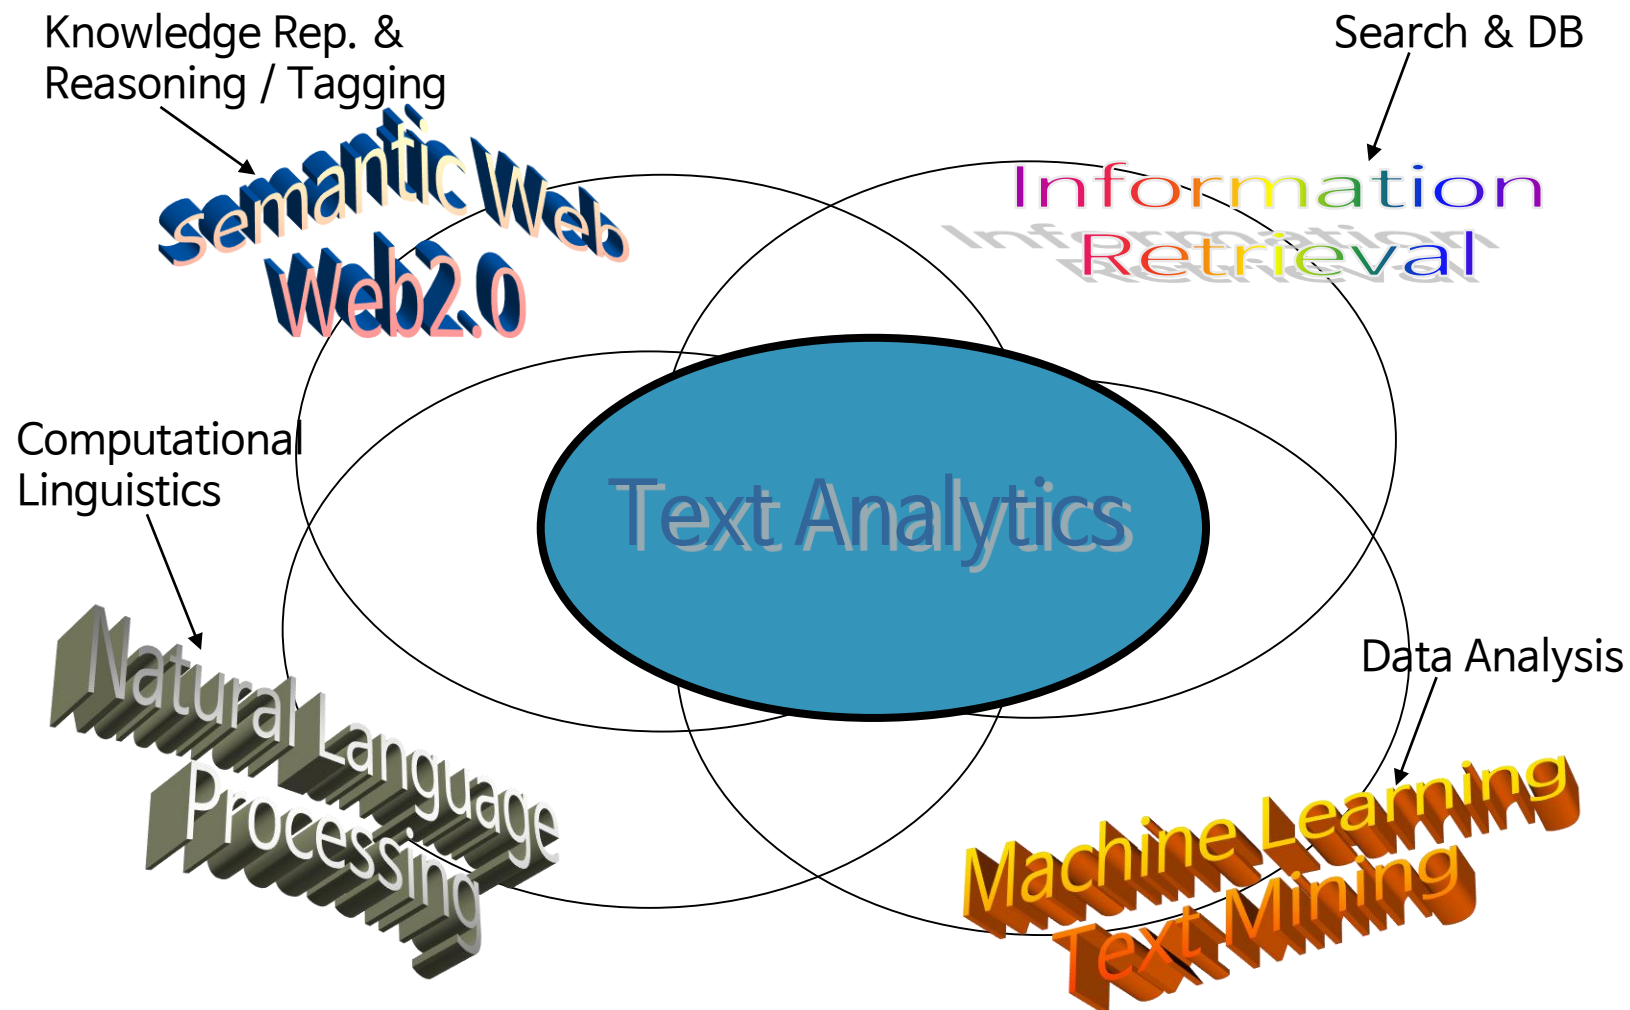 Knowledge Rep. &
Reasoning / Tagging
Search & DB
semantic Web
Web2.0
Information
Retrieval
Computational
Linguistics
Text Analytics
Natural Language
Processing
Data Analysis
Machine Learning
Text Mining